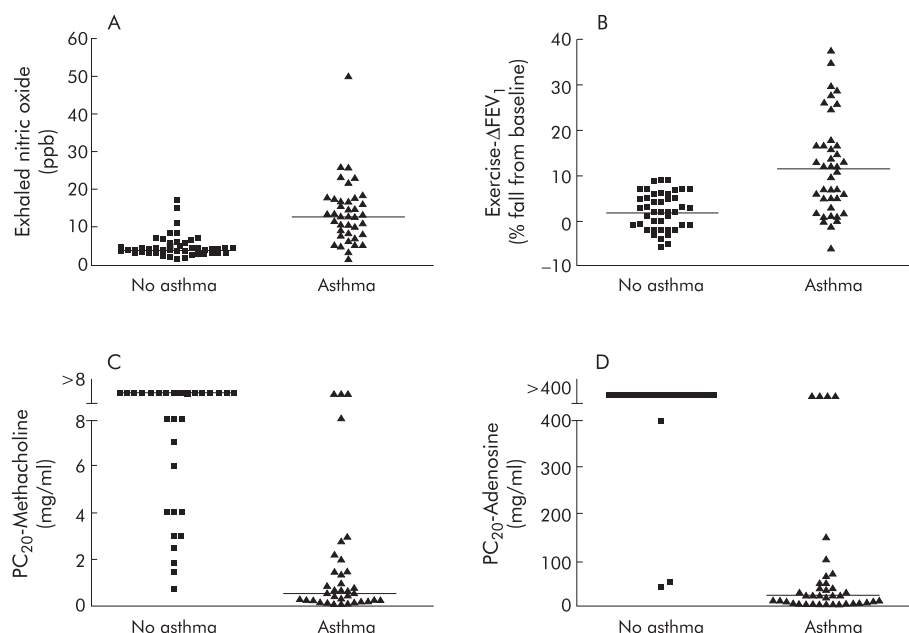 A
Exhaled nitric oxide
(ppb)
60
50
40
30
20
10
0
No asthma
Asthma
B
Exercise-ΔFEV1
(% fall from baseline)
40
30
20
10
0
–10
No asthma
Asthma
C
PC20-Methacholine
(mg/ml)
>8
8
6
4
2
0
No asthma
Asthma
D
PC20-Adenosine
(mg/ml)
>400
400
300
200
100
0
No asthma
Asthma